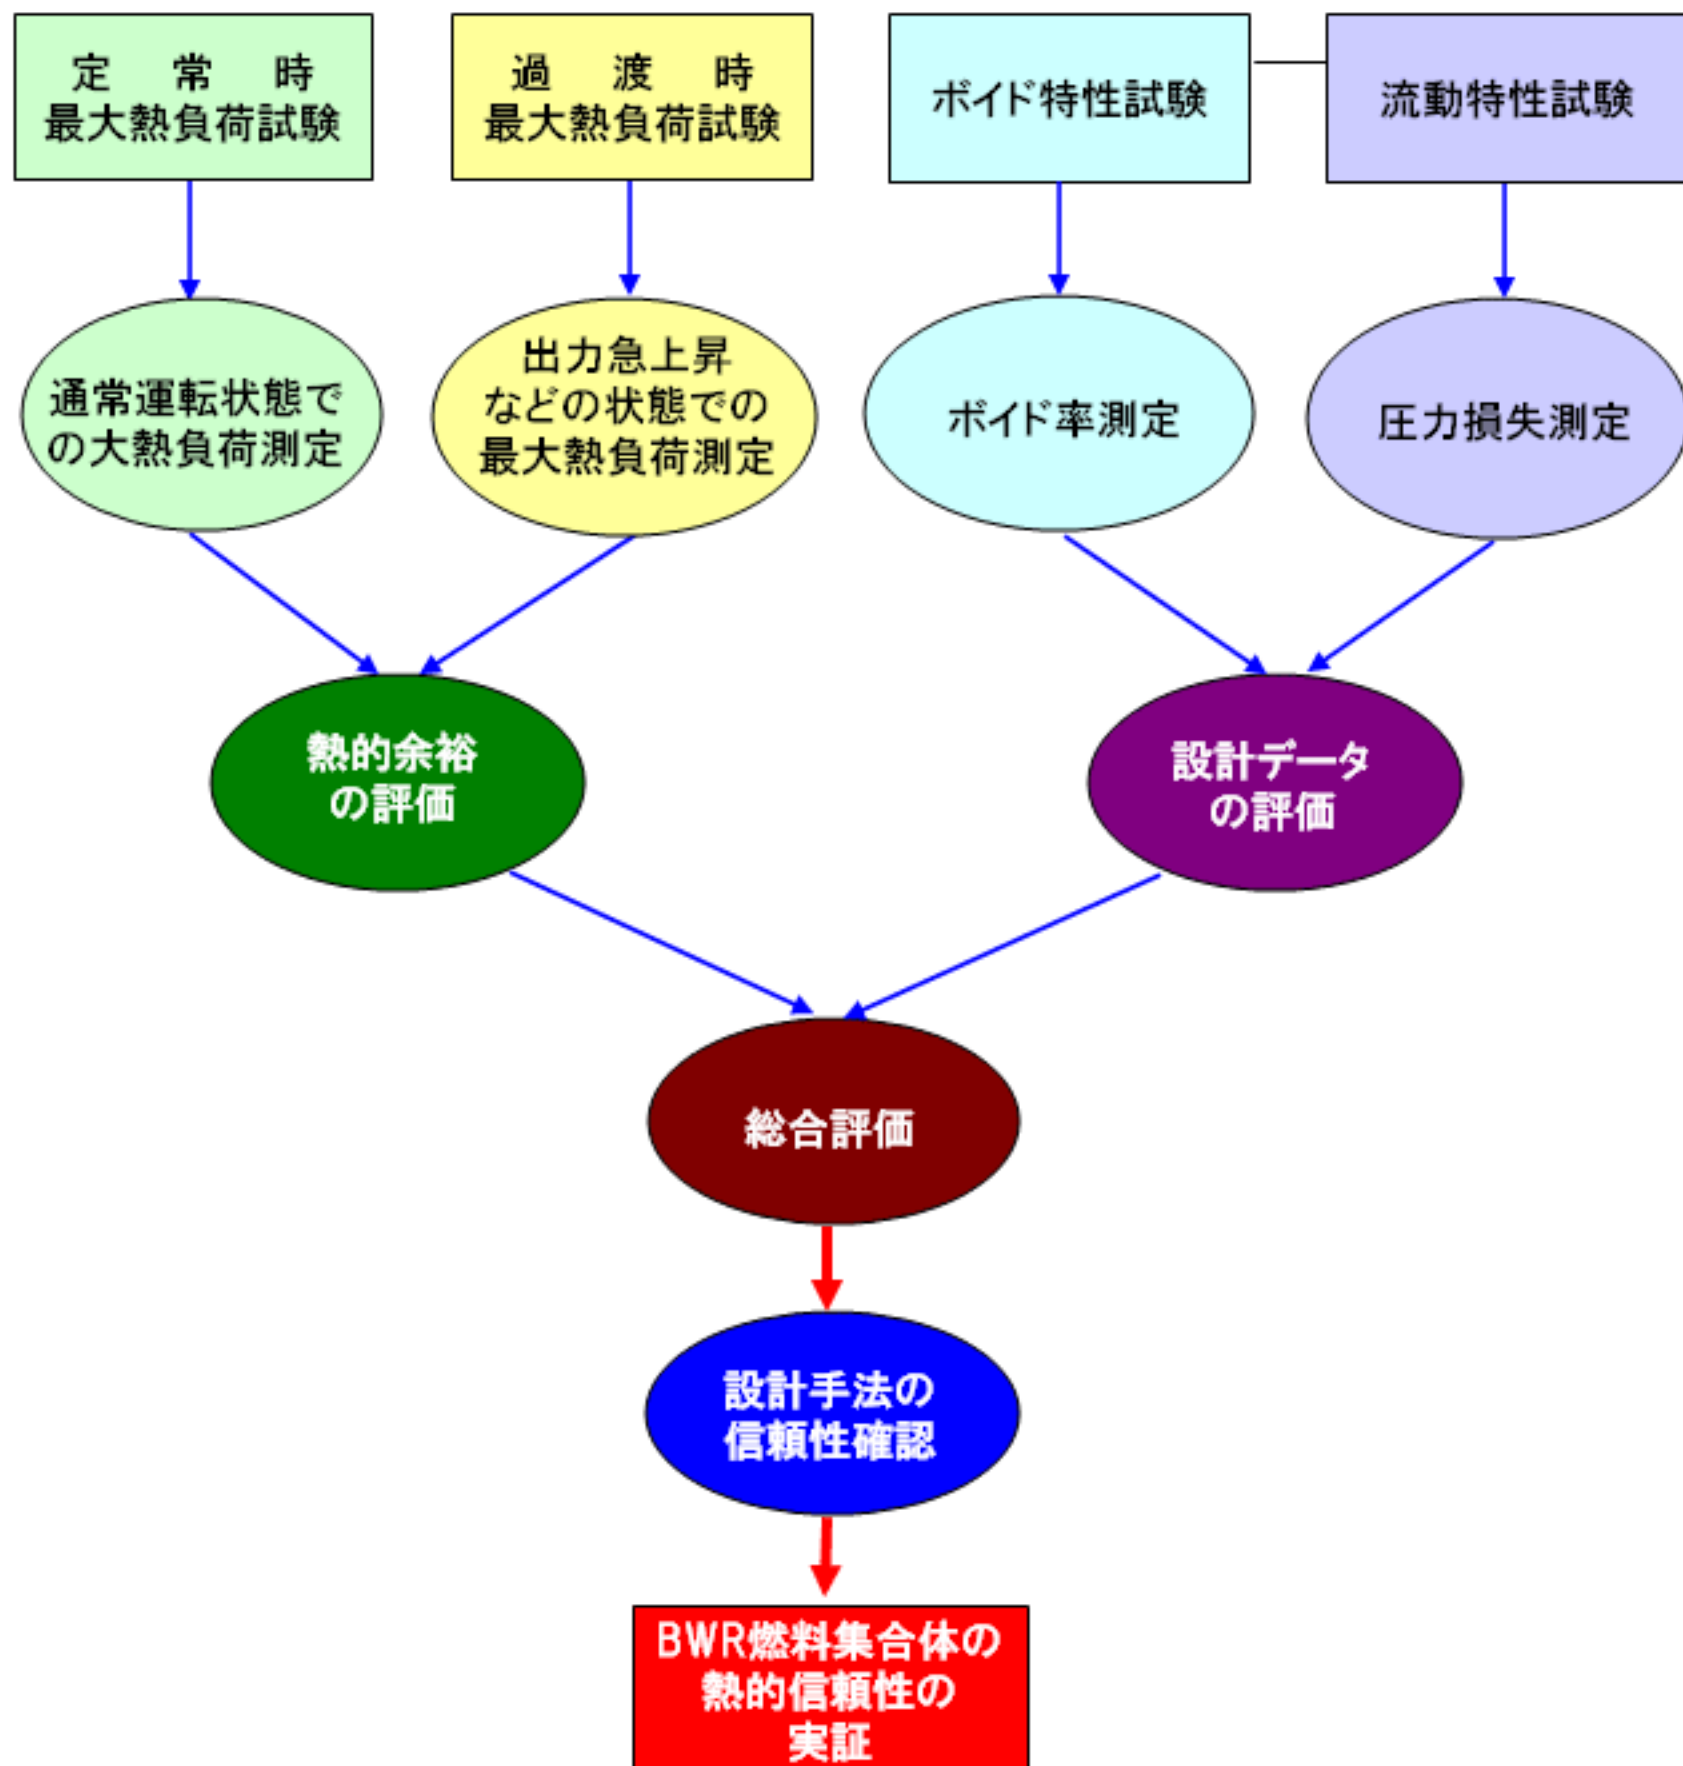 定常時
最大熱負荷試験
過渡時
最大熱負荷試験
ボイド特性試験
流動特性試験
通常運転状態で
の大熱負荷測定
出力急上昇
などの状態での
最大熱負荷測定
ボイド率測定
圧力損失測定
熱的余裕
の評価
設計データ
の評価
総合評価
設計手法の
信頼性確認
BWR燃料集合体の
熱的信頼性の
実証